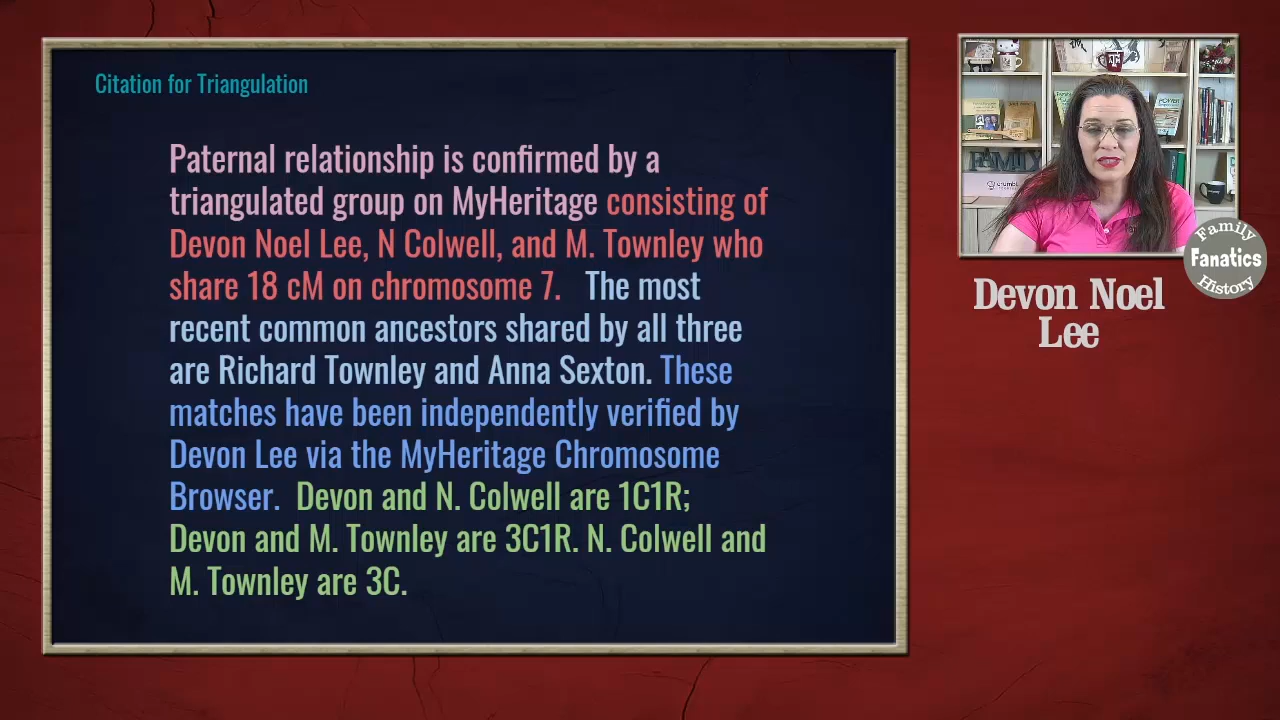 Citation for Triangulation
Paternal relationship is confirmed by a
triangulated group on MyHeritage consisting of
Devon Noel Lee, N Colwell, and M. Townley who
share 18 cM on chromosome 7. The most
recent common ancestors shared by all three
are Richard Townley and Anna Sexton. These
matches have been independently verified by
Devon Lee via the MyHeritage Chromosome
Browser. Devon and N. Colwell are 1C1R;
Devon and M. Townley are 3C1R. N. Colwell and
M. Townley are 3C.
FAMILY
Family
Fanatics
History
Devon Noel
Lee